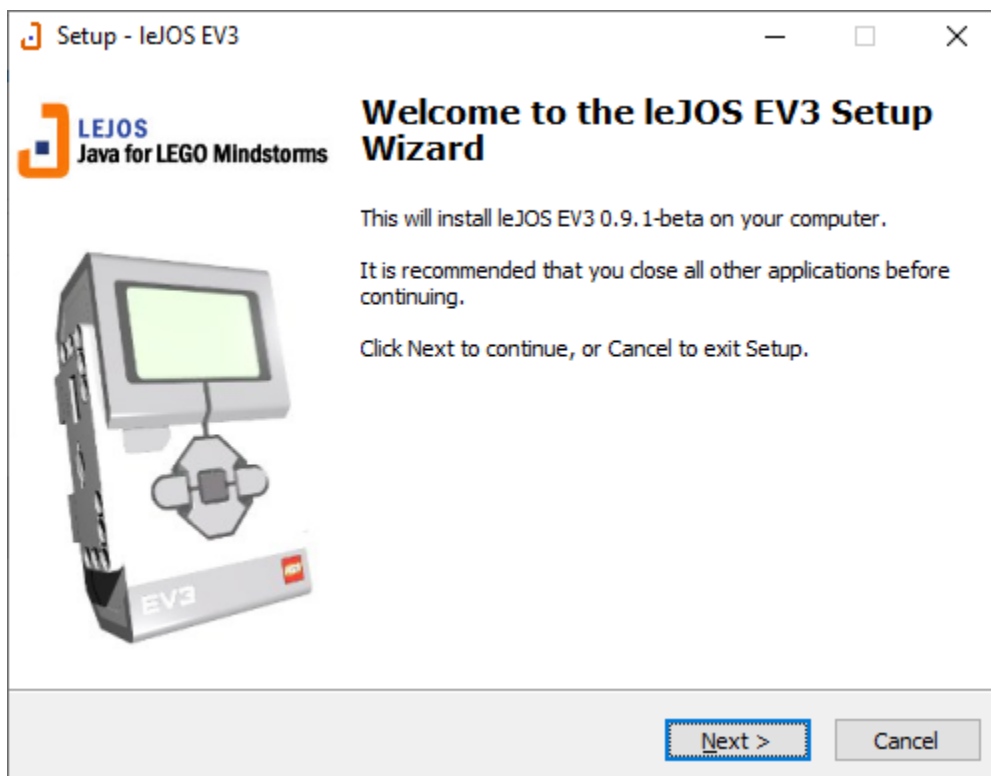 Setup - leJOS EV3
LEJOS
Java for LEGO Mindstorms
Welcome to the leJOS EV3 Setup
Wizard
This will install leJOS EV3 0.9.1-beta on your computer.
It is recommended that you close all other applications before
continuing.
Click Next to continue, or Cancel to exit Setup.
EV3
LEGO
Next >
Cancel